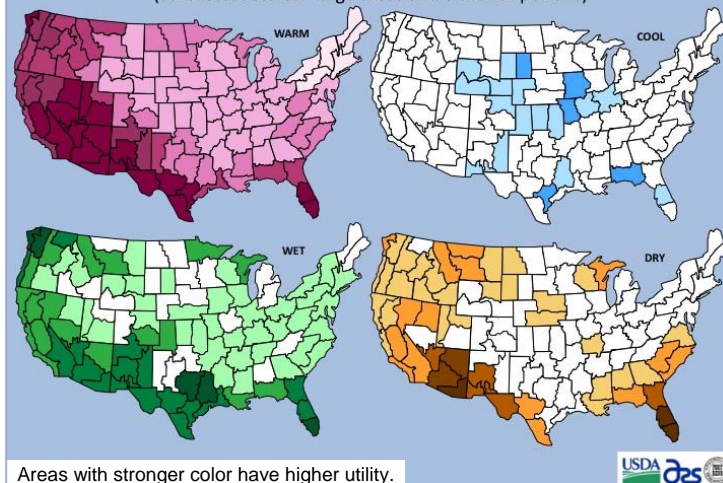 WARM
COOL
WET
DRY
Areas with stronger color have higher utility.
USDA